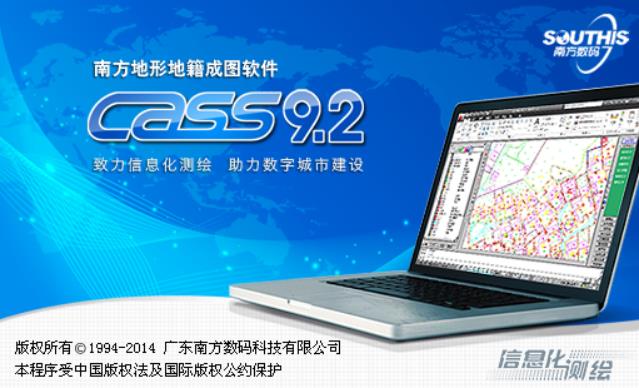 SOUTHIS
南方数码
南方地形地籍成图软件
CASS 9.2
致力信息化测绘 助力数字城市建设
版权所有©1994-2014 广东南方数码科技有限公司
本程序受中国版权法及国际版权公约保护
信息化测绘